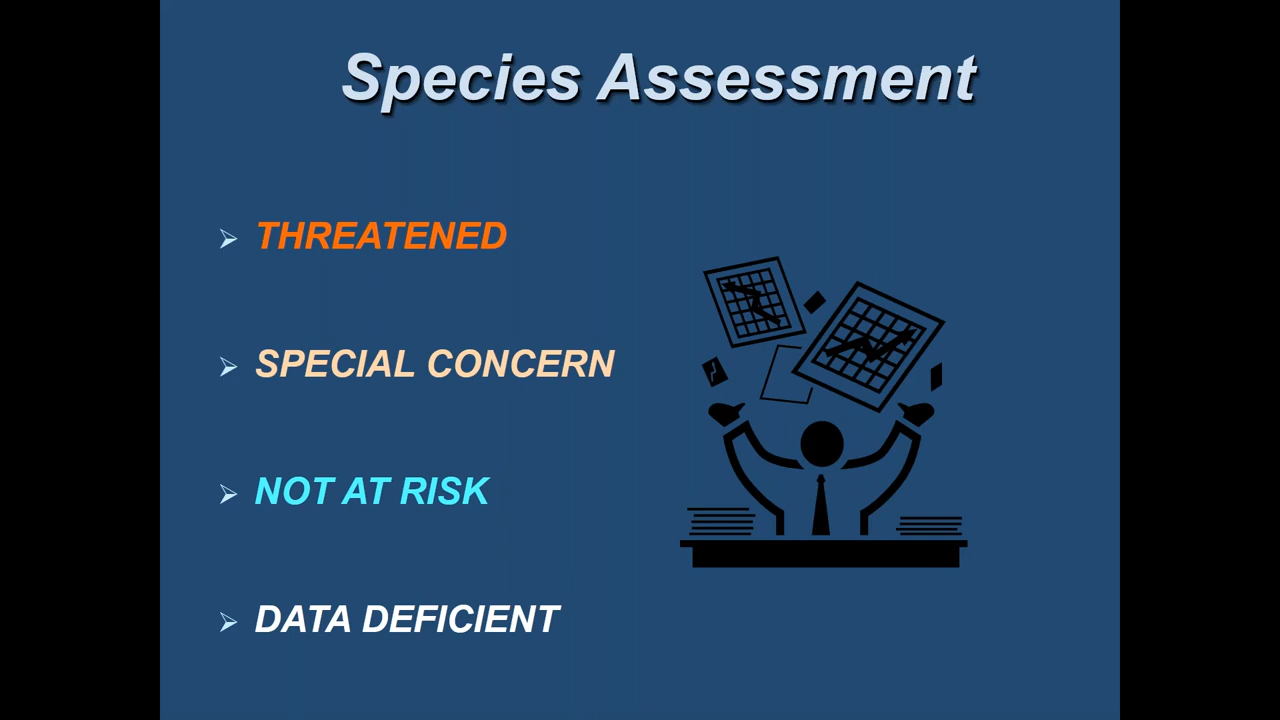 Species Assessment
THREATENED
SPECIAL CONCERN
NOT AT RISK
DATA DEFICIENT